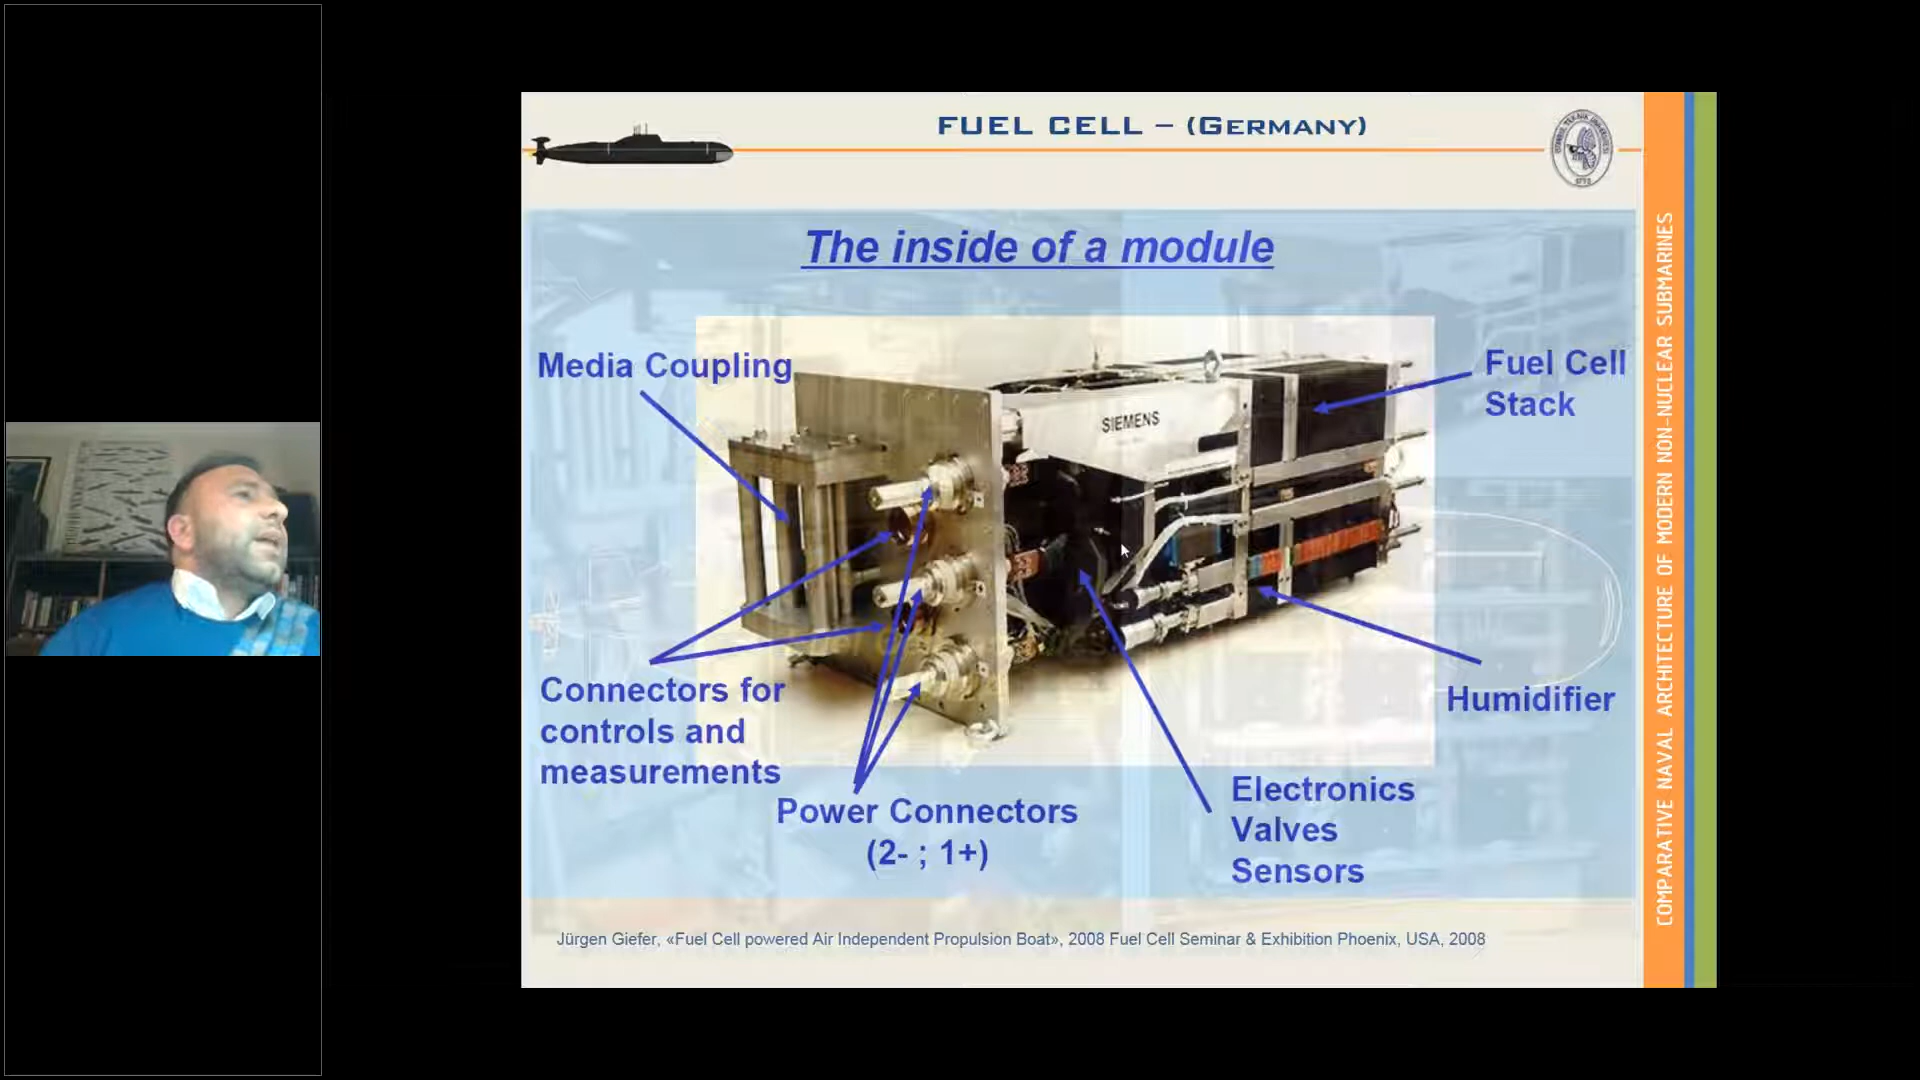 FUEL CELL – (GERMANY)
The inside of a module
Media Coupling
Fuel Cell
Stack
SIEMENS
Connectors for
controls and
measurements
Power Connectors
(2- ; 1+)
Electronics
Valves
Sensors
Humidifier
Jürgen Giefer, «Fuel Cell powered Air Independent Propulsion Boat», 2008 Fuel Cell Seminar & Exhibition Phoenix, USA, 2008
COMPARATIVE NAVAL ARCHITECTURE OF MODERN NON-NUCLEAR SUBMARINES